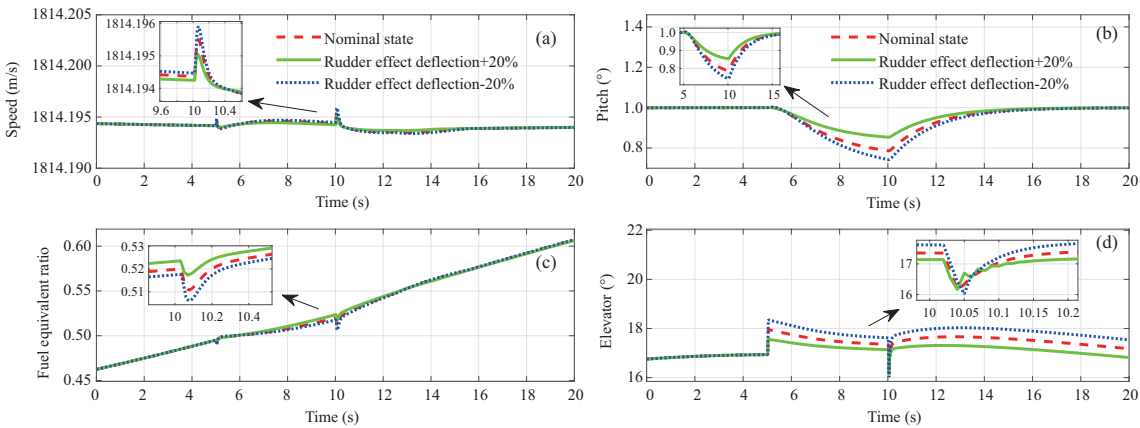 1814.205
1814.200
1814.195
1814.190
Speed (m/s)
0 2 4 6 8 10 12 14 16 18 20
Time (s)
(a)
Nominal state
Rudder effect deflection+20%
Rudder effect deflection-20%
1814.196
1814.195
1814.194
9.6 10 10.4
1.4
1.2
1.0
0.8
Pitch (°)
0 2 4 6 8 10 12 14 16 18 20
Time (s)
(b)
Nominal state
Rudder effect deflection+20%
Rudder effect deflection-20%
1.0
0.9
0.8
5 10 15
0.60
0.55
0.50
0.45
Fuel equivalent ratio
0 2 4 6 8 10 12 14 16 18 20
Time (s)
(c)
0.53
0.52
0.51
10 10.2 10.4
22
20
18
16
Elevator (°)
0 2 4 6 8 10 12 14 16 18 20
Time (s)
(d)
17
16
10 10.05 10.1 10.15 10.2